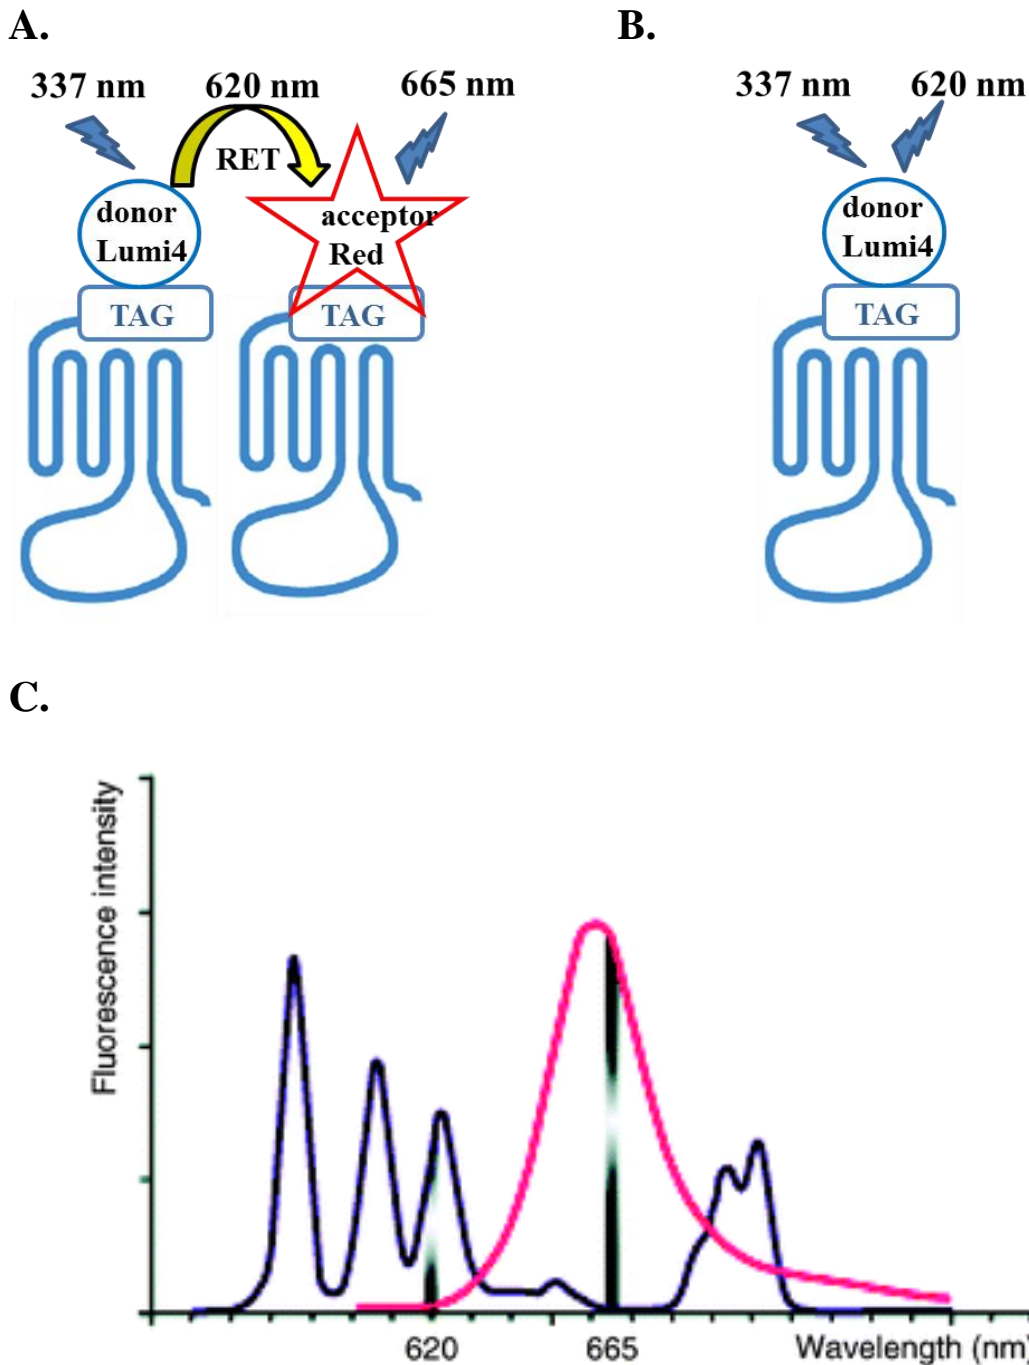 A.
B.
337 nm 620 nm 665 nm
337 nm 620 nm
RET
donor
Lumi4
acceptor
Red
donor
Lumi4
TAG
TAG
TAG
C.
Fluorescence intensity
620 665 Wavelength (nm)